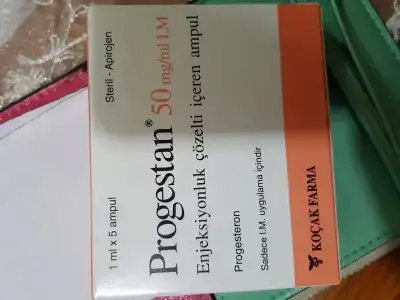 Steril - Apirojen
1 ml x 5 ampul
Progestan® 50 mg/ml I.M
Enjeksiyonluk çözelti içeren ampul
Progesteron
Sadece I.M. uygulama içindir
KOÇAK FARMA